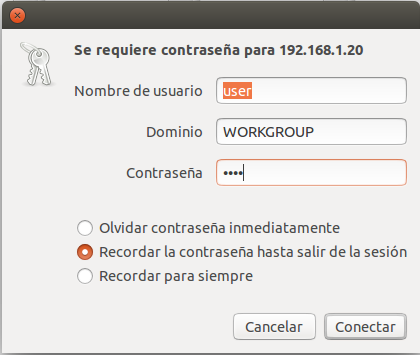 Se requiere contraseña para 192.168.1.20
Nombre de usuario user
Dominio WORKGROUP
Contraseña ••••
Olvidar contraseña inmediatamente
Recordar la contraseña hasta salir de la sesión
Recordar para siempre
Cancelar Conectar